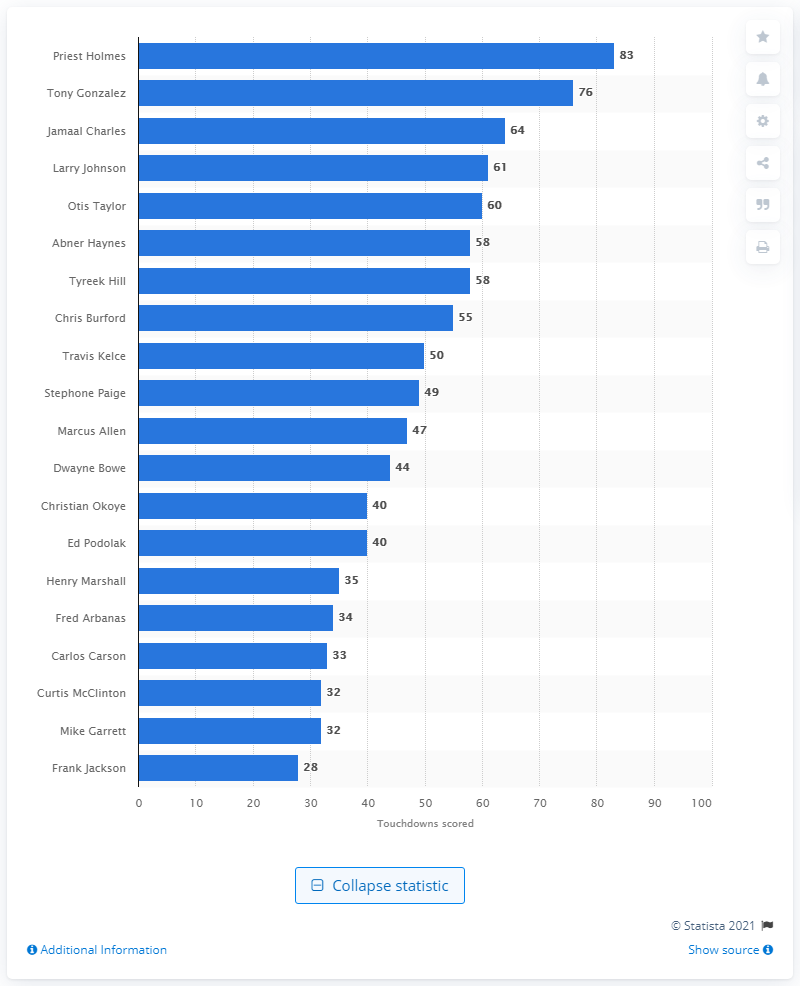 Priest Holmes 83
Tony Gonzalez 76
Jamaal Charles 64
Larry Johnson 61
Otis Taylor 60
Abner Haynes 58
Tyreek Hill 58
Chris Burford 55
Travis Kelce 50
Stephone Paige 49
Marcus Allen 47
Dwayne Bowe 44
Christian Okoye 40
Ed Podolak 40
Henry Marshall 35
Fred Arbanas 34
Carlos Carson 33
Curtis McClinton 32
Mike Garrett 32
Frank Jackson 28
0 10 20 30 40 50 60 70 80 90 100
Touchdowns scored
Collapse statistic
© Statista 2021
Additional Information
Show source